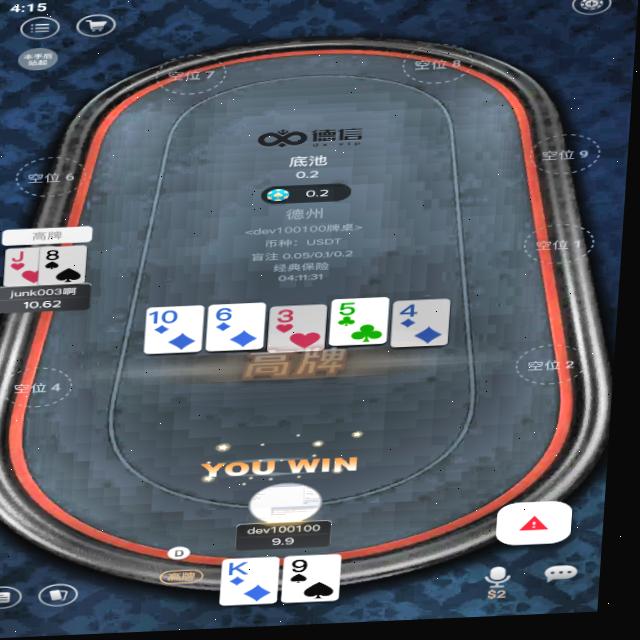 4:15
本手后
站起
空位 7
空位 8
德信
底池
0.2
0.2
空位 9
空位 6
德州
<dev100100牌桌>
币种：USDT
盲注 0.05/0.1/0.2
经典保险
04:11:31
空位 1
高牌
J 8
junk003啊
10.62
10 6 3 5 4
高牌
空位 2
空位 4
YOU WIN
dev100100
9.9
D
高牌
K 9
$2